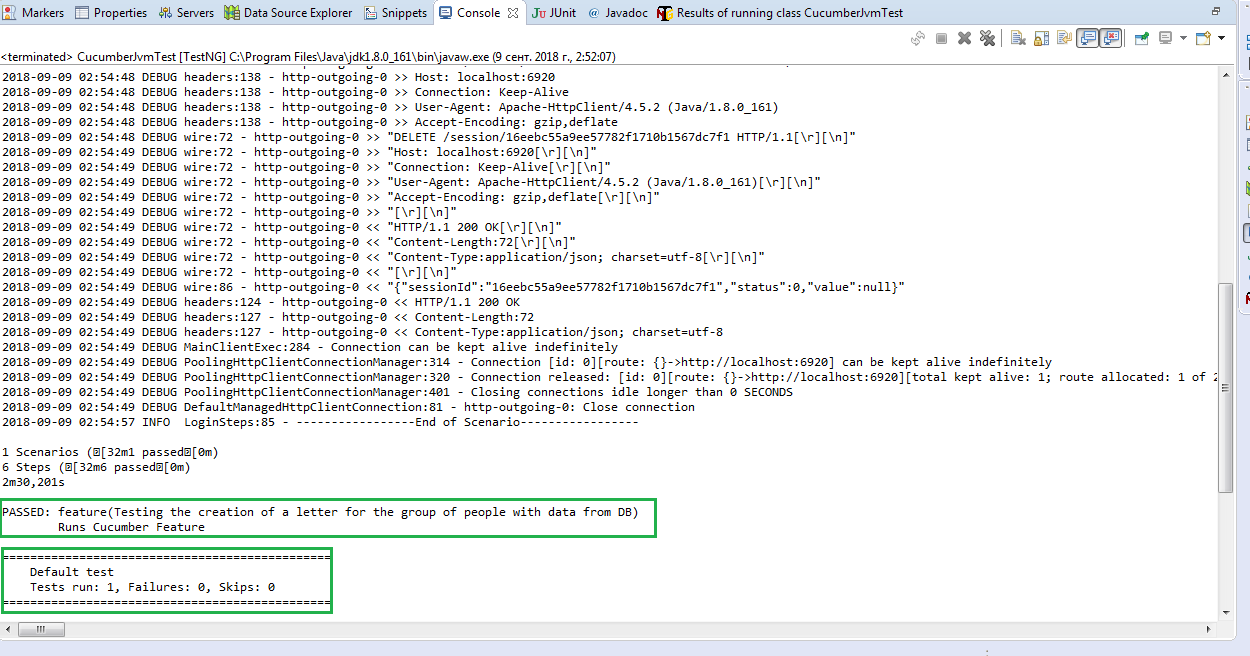 Markers Properties Servers Data Source Explorer Snippets Console JUnit Javadoc Results of running class CucumberJvmTest
<terminated> CucumberJvmTest [TestNG] C:\Program Files\Java\jdk1.8.0_161\bin\javaw.exe (9 сент. 2018 г., 2:52:07)
2018-09-09 02:54:48 DEBUG headers:138 - http-outgoing-0 >> Host: localhost:6920
2018-09-09 02:54:48 DEBUG headers:138 - http-outgoing-0 >> Connection: Keep-Alive
2018-09-09 02:54:48 DEBUG headers:138 - http-outgoing-0 >> User-Agent: Apache-HttpClient/4.5.2 (Java/1.8.0_161)
2018-09-09 02:54:48 DEBUG headers:138 - http-outgoing-0 >> Accept-Encoding: gzip,deflate
2018-09-09 02:54:48 DEBUG wire:72 - http-outgoing-0 >> "DELETE /session/16eebc55a9ee57782f1710b1567dc7f1 HTTP/1.1[\r][\n]"
2018-09-09 02:54:49 DEBUG wire:72 - http-outgoing-0 >> "Host: localhost:6920[\r][\n]"
2018-09-09 02:54:49 DEBUG wire:72 - http-outgoing-0 >> "Connection: Keep-Alive[\r][\n]"
2018-09-09 02:54:49 DEBUG wire:72 - http-outgoing-0 >> "User-Agent: Apache-HttpClient/4.5.2 (Java/1.8.0_161)[\r][\n]"
2018-09-09 02:54:49 DEBUG wire:72 - http-outgoing-0 >> "Accept-Encoding: gzip,deflate[\r][\n]"
2018-09-09 02:54:49 DEBUG wire:72 - http-outgoing-0 >> "[\r][\n]"
2018-09-09 02:54:49 DEBUG wire:72 - http-outgoing-0 << "HTTP/1.1 200 OK[\r][\n]"
2018-09-09 02:54:49 DEBUG wire:72 - http-outgoing-0 << "Content-Length:72[\r][\n]"
2018-09-09 02:54:49 DEBUG wire:72 - http-outgoing-0 << "Content-Type:application/json; charset=utf-8[\r][\n]"
2018-09-09 02:54:49 DEBUG wire:72 - http-outgoing-0 << "[\r][\n]"
2018-09-09 02:54:49 DEBUG wire:86 - http-outgoing-0 << "{"sessionId":"16eebc55a9ee57782f1710b1567dc7f1","status":0,"value":null}"
2018-09-09 02:54:49 DEBUG headers:124 - http-outgoing-0 << HTTP/1.1 200 OK
2018-09-09 02:54:49 DEBUG headers:127 - http-outgoing-0 << Content-Length:72
2018-09-09 02:54:49 DEBUG headers:127 - http-outgoing-0 << Content-Type:application/json; charset=utf-8
2018-09-09 02:54:49 DEBUG MainClientExec:284 - Connection can be kept alive indefinitely
2018-09-09 02:54:49 DEBUG PoolingHttpClientConnectionManager:314 - Connection [id: 0][route: {}->http://localhost:6920] can be kept alive indefinitely
2018-09-09 02:54:49 DEBUG PoolingHttpClientConnectionManager:320 - Connection released: [id: 0][route: {}->http://localhost:6920][total kept alive: 1; route allocated: 1 of 2
2018-09-09 02:54:49 DEBUG PoolingHttpClientConnectionManager:401 - Closing connections idle longer than 0 SECONDS
2018-09-09 02:54:49 DEBUG DefaultManagedHttpClientConnection:81 - http-outgoing-0: Close connection
2018-09-09 02:54:57 INFO  LoginSteps:85 - -----------------End of Scenario-----------------
1 Scenarios ([32m1 passed[0m)
6 Steps ([32m6 passed[0m)
2m30,201s
PASSED: feature(Testing the creation of a letter for the group of people with data from DB)
Runs Cucumber Feature
===============================================
Default test
Tests run: 1, Failures: 0, Skips: 0
===============================================